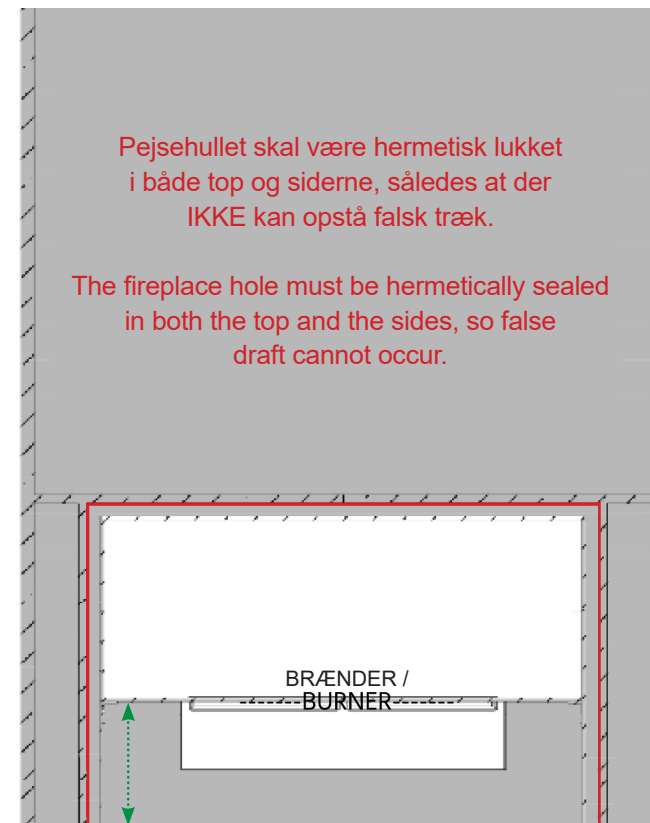 Pejsehullet skal være hermetisk lukket
i både top og siderne, således at der
IKKE kan opstå falsk træk.
The fireplace hole must be hermetically sealed
in both the top and the sides, so false
draft cannot occur.
BRÆNDER /
BURNER